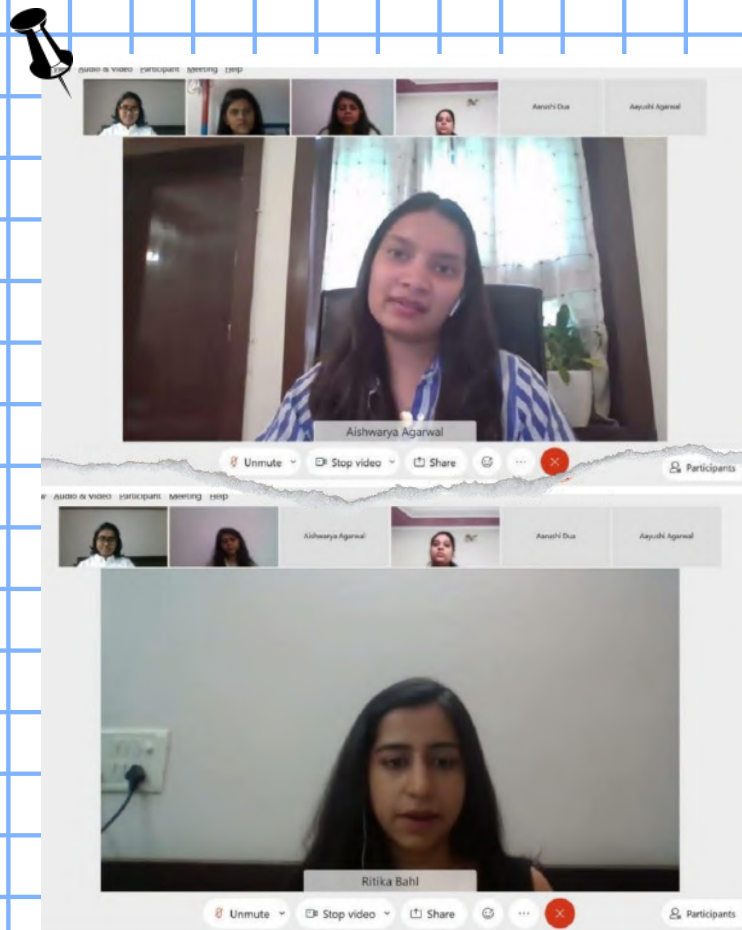 Audio & Video Participant Meeting Help
Aarushi Dua
Aayushi Agarwal
Aishwarya Agarwal
Unmute
Stop video
Share
Participants
Audio & Video Participant Meeting Help
Aishwarya Agarwal
Aarushi Dua
Aayushi Agarwal
Ritika Bahl
Unmute
Stop video
Share
Participants